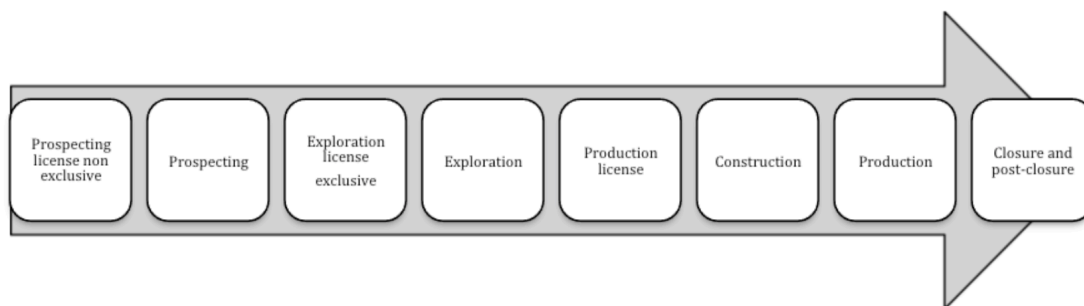 Prospecting
license non
exclusive
Prospecting
Exploration
license
exclusive
Exploration
Production
license
Construction
Production
Closure and
post-closure